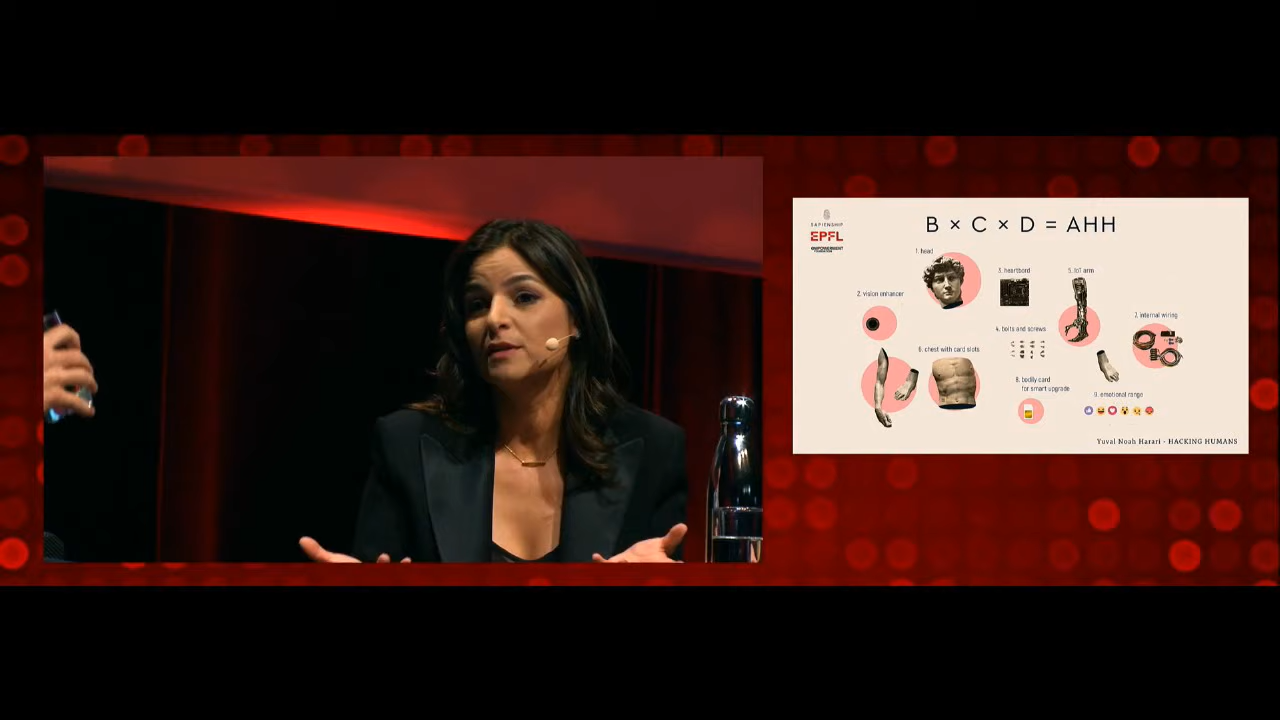 SAPIENSHIP
EPFL
EMPOWERMENT
FOUNDATION
B × C × D = AHH
1. head
2. vision enhancer
3. heartbord
4. bolts and screws
5. IoT arm
6. chest with card slots
7. internal wiring
8. bodily card
for smart upgrade
9. emotional range
Yuval Noah Harari - HACKING HUMANS